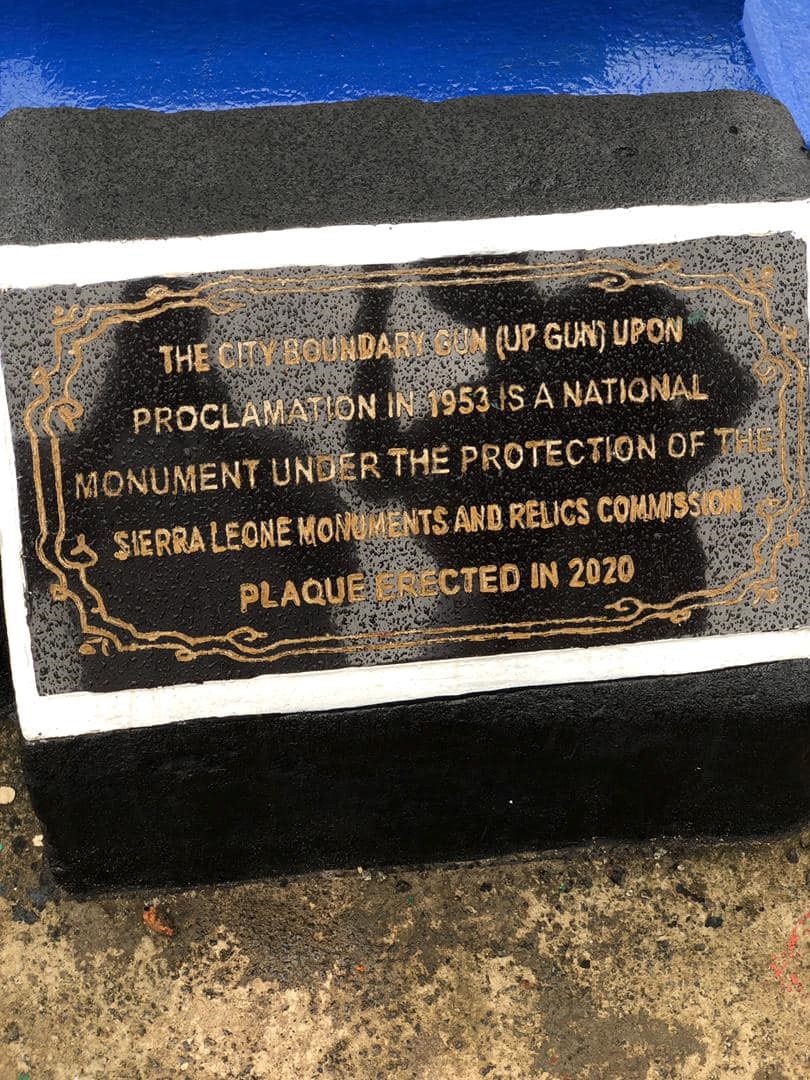 THE CITY BOUNDARY GUN (UP GUN) UPON
PROCLAMATION IN 1953 IS A NATIONAL
MONUMENT UNDER THE PROTECTION OF THE
SIERRA LEONE MONUMENTS AND RELICS COMMISSION
PLAQUE ERECTED IN 2020